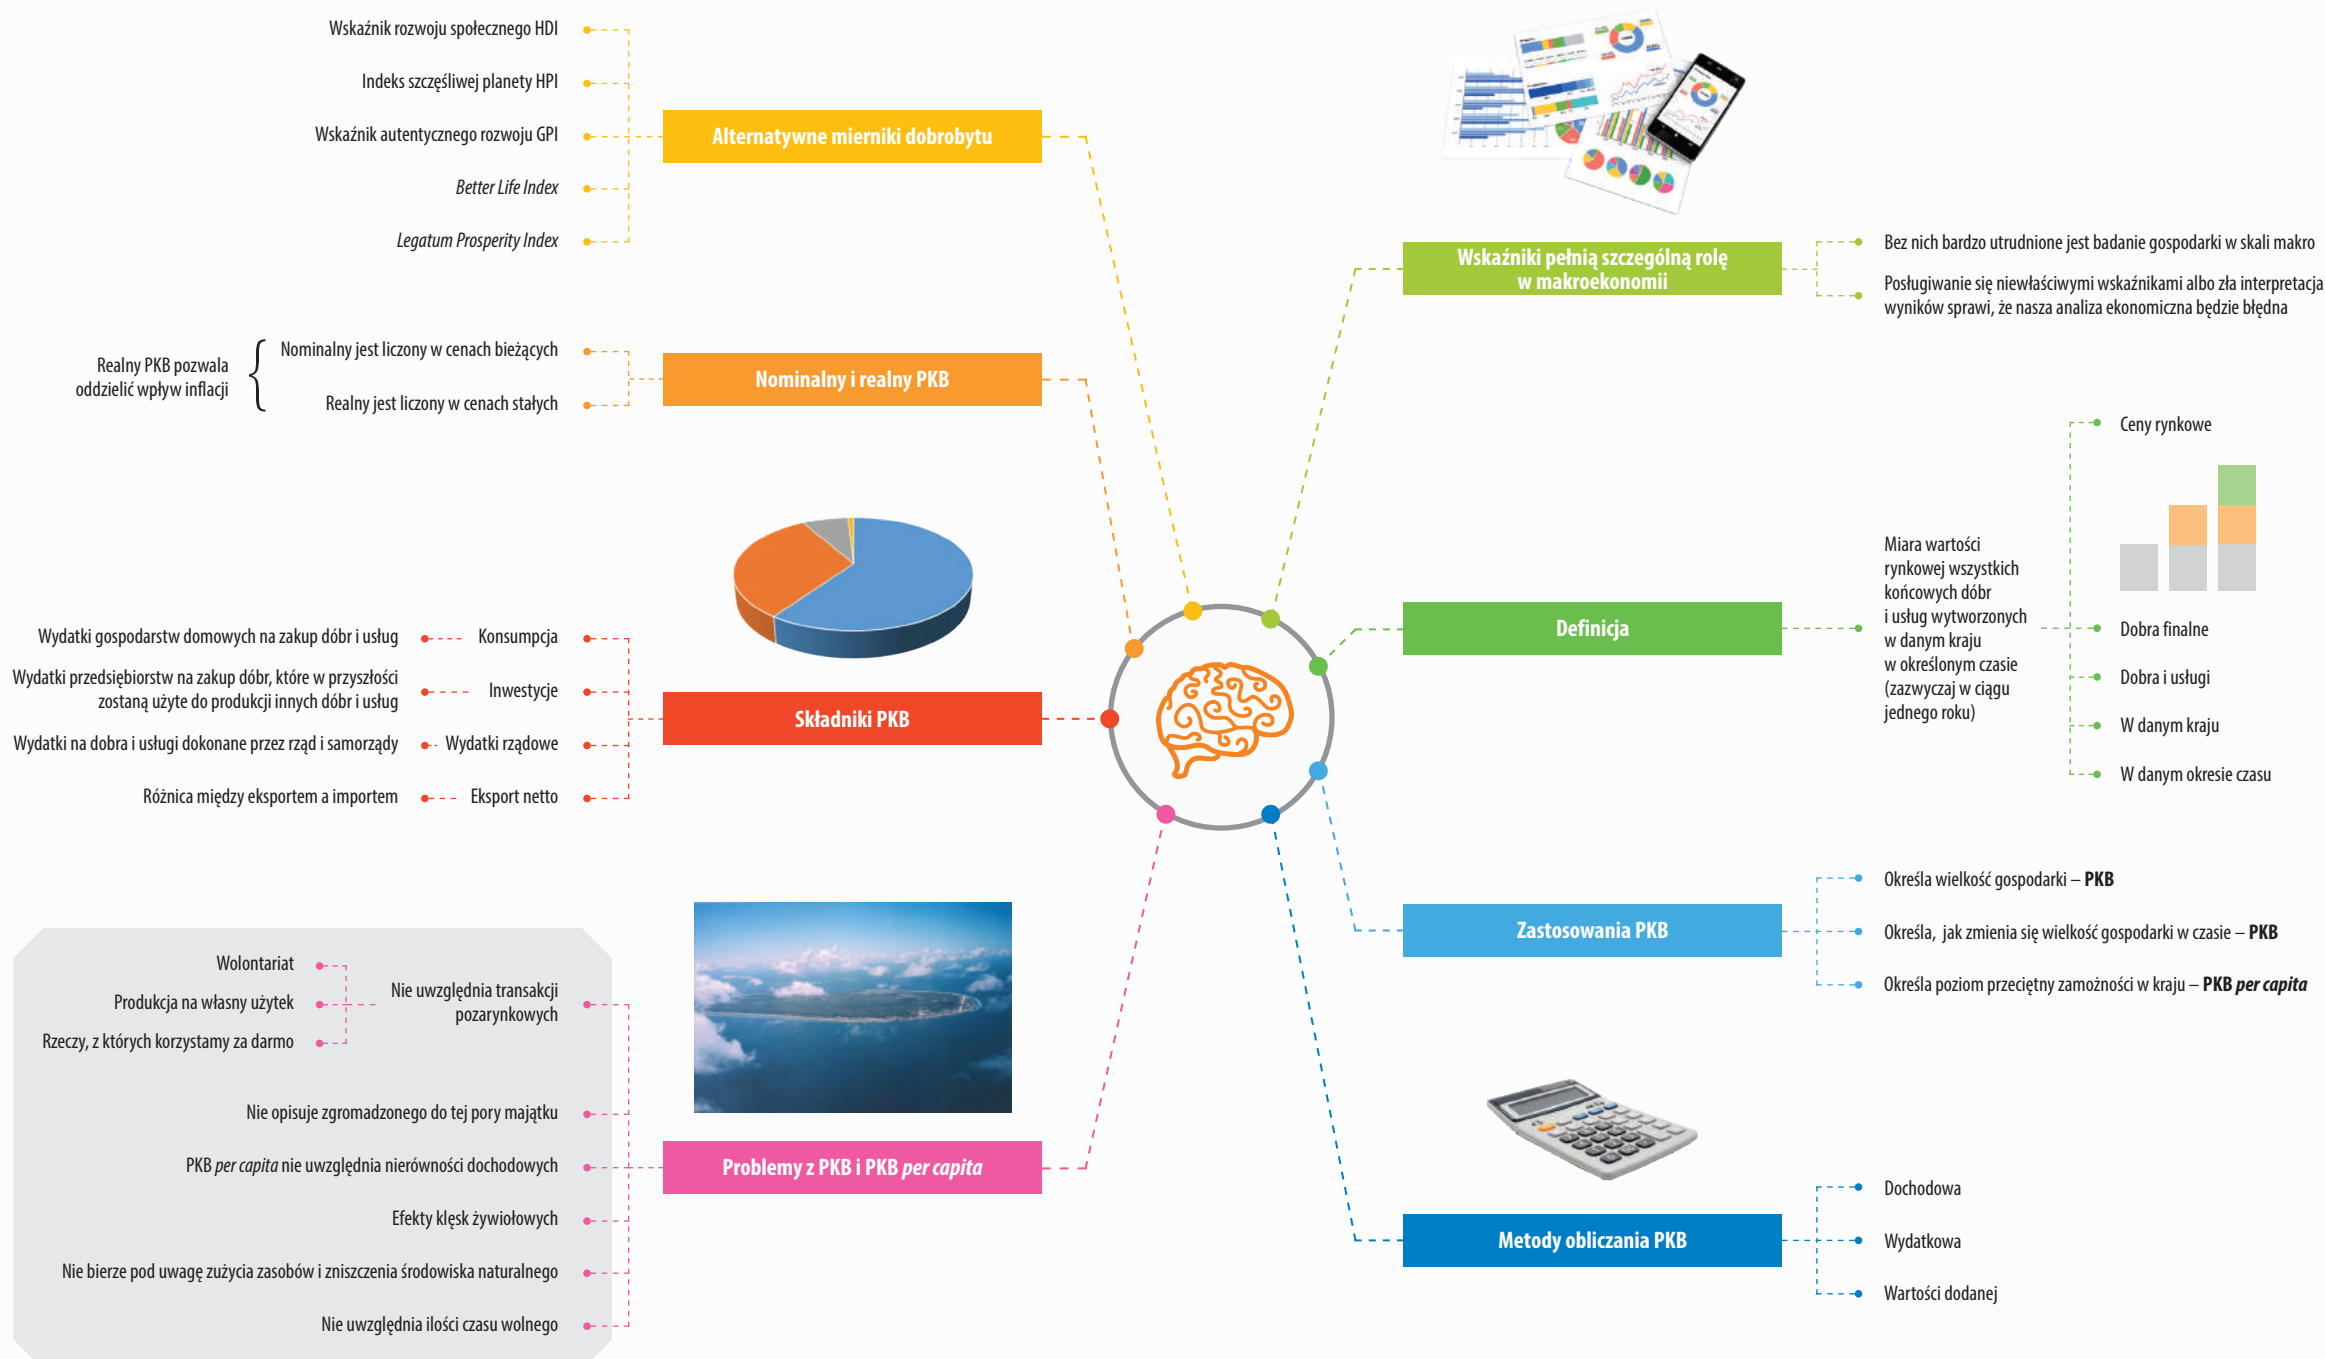 Wskaźnik rozwoju społecznego HDI
Indeks szczęśliwej planety HPI
Wskaźnik autentycznego rozwoju GPI
Better Life Index
Legatum Prosperity Index
Alternatywne mierniki dobrobytu
Realny PKB pozwala
oddzielić wpływ inflacji
Nominalny jest liczony w cenach bieżących
Realny jest liczony w cenach stałych
Nominalny i realny PKB
Wydatki gospodarstw domowych na zakup dóbr i usług
Konsumpcja
Wydatki przedsiębiorstw na zakup dóbr, które w przyszłości
zostaną użyte do produkcji innych dóbr i usług
Inwestycje
Wydatki na dobra i usługi dokonane przez rząd i samorządy
Wydatki rządowe
Różnica między eksportem a importem
Eksport netto
Składniki PKB
Wolontariat
Produkcja na własny użytek
Rzeczy, z których korzystamy za darmo
Nie uwzględnia transakcji
pozarynkowych
Nie opisuje zgromadzonego do tej pory majątku
PKB per capita nie uwzględnia nierówności dochodowych
Efekty klęsk żywiołowych
Nie bierze pod uwagę zużycia zasobów i zniszczenia środowiska naturalnego
Nie uwzględnia ilości czasu wolnego
Problemy z PKB i PKB per capita
Wskaźniki pełnią szczególną rolę
w makroekonomii
Bez nich bardzo utrudnione jest badanie gospodarki w skali makro
Posługiwanie się niewłaściwymi wskaźnikami albo zła interpretacja
wyników sprawi, że nasza analiza ekonomiczna będzie błędna
Definicja
Miara wartości
rynkowej wszystkich
końcowych dóbr
i usług wytworzonych
w danym kraju
w określonym czasie
(zazwyczaj w ciągu
jednego roku)
Ceny rynkowe
Dobra finalne
Dobra i usługi
W danym kraju
W danym okresie czasu
Zastosowania PKB
Określa wielkość gospodarki – PKB
Określa, jak zmienia się wielkość gospodarki w czasie – PKB
Określa poziom przeciętny zamożności w kraju – PKB per capita
Metody obliczania PKB
Dochodowa
Wydatkowa
Wartości dodanej